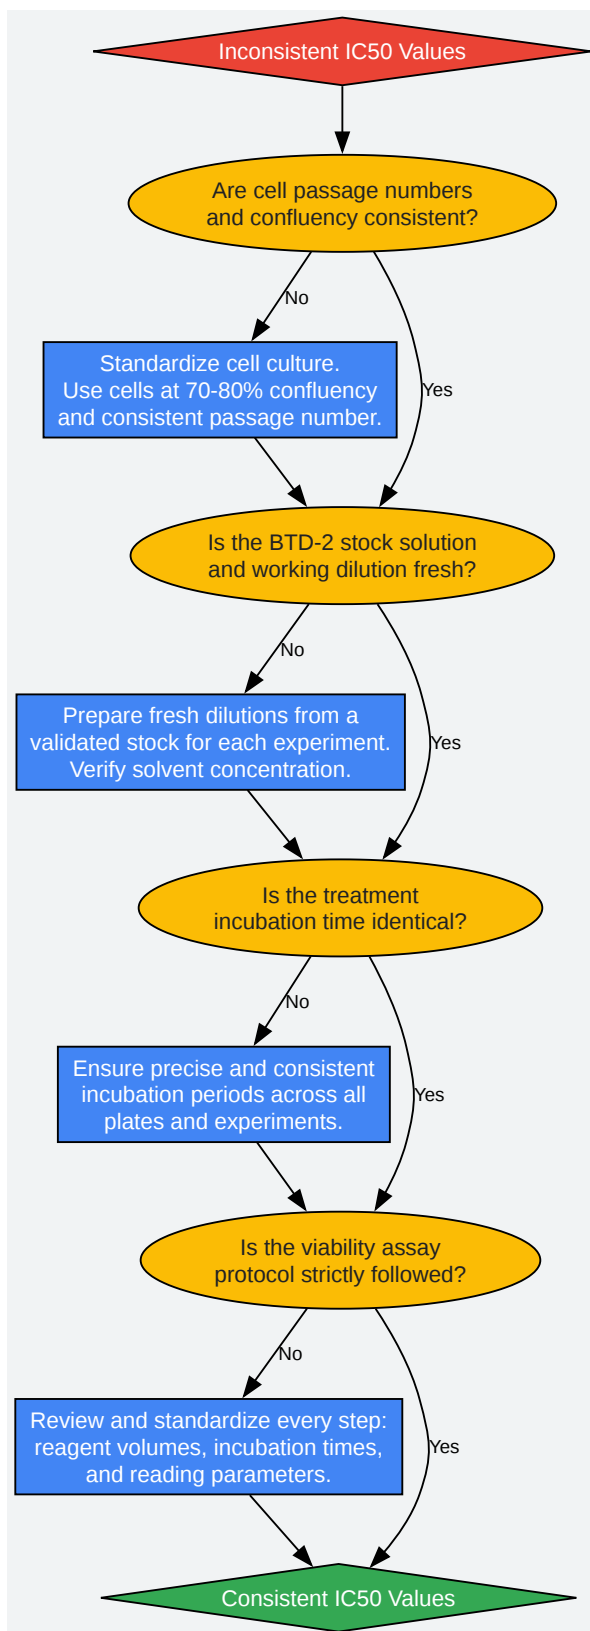 Inconsistent IC50 Values
Are cell passage numbers
and confluency consistent?
No
Standardize cell culture.
Use cells at 70-80% confluency
and consistent passage number.
Yes
Is the BTD-2 stock solution
and working dilution fresh?
No
Prepare fresh dilutions from a
validated stock for each experiment.
Verify solvent concentration.
Yes
Is the treatment
incubation time identical?
No
Ensure precise and consistent
incubation periods across all
plates and experiments.
Yes
Is the viability assay
protocol strictly followed?
No
Review and standardize every step:
reagent volumes, incubation times,
and reading parameters.
Yes
Consistent IC50 Values